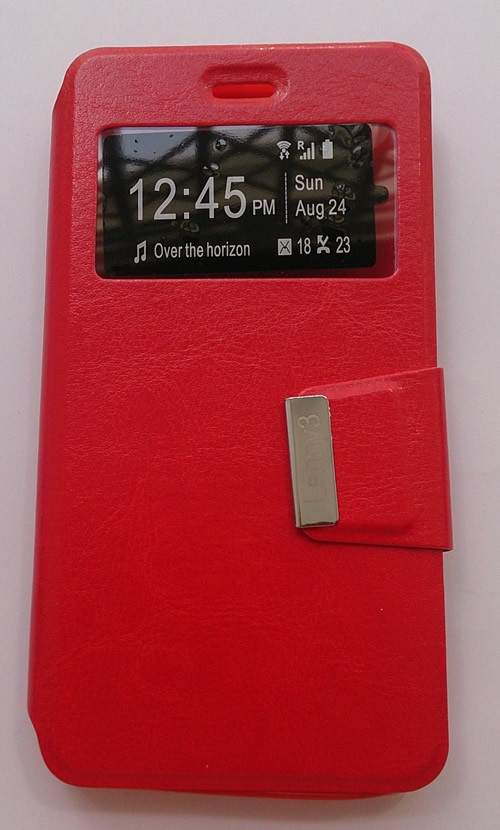 R
12:45 PM
Sun
Aug 24
Over the horizon
18 23